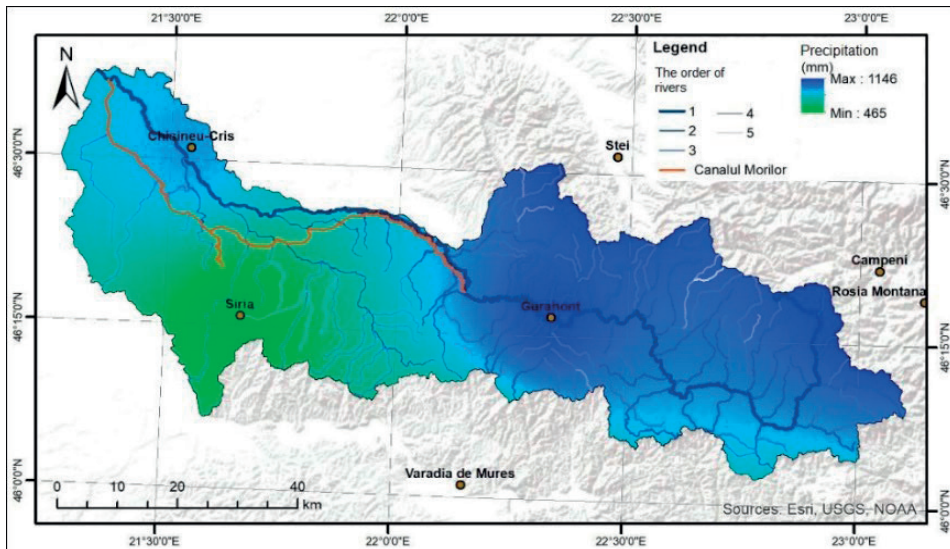 21°30'0"E
22°0'0"E
22°30'0"E
23°0'0"E
N
Legend
The order of
rivers
1
2
3
4
5
Canalul Morilor
Precipitation
(mm)
Max : 1146
Min : 465
46°30'0"N
46°30'0"N
Chisineu-Cris
Stei
Campeni
Rosia Montana
46°15'0"N
Siria
Gurahont
46°15'0"N
46°0'0"N
Varadia de Mures
46°0'0"N
0
10
20
30
40
km
Sources: Esri, USGS, NOAA
21°30'0"E
22°0'0"E
22°30'0"E
23°0'0"E